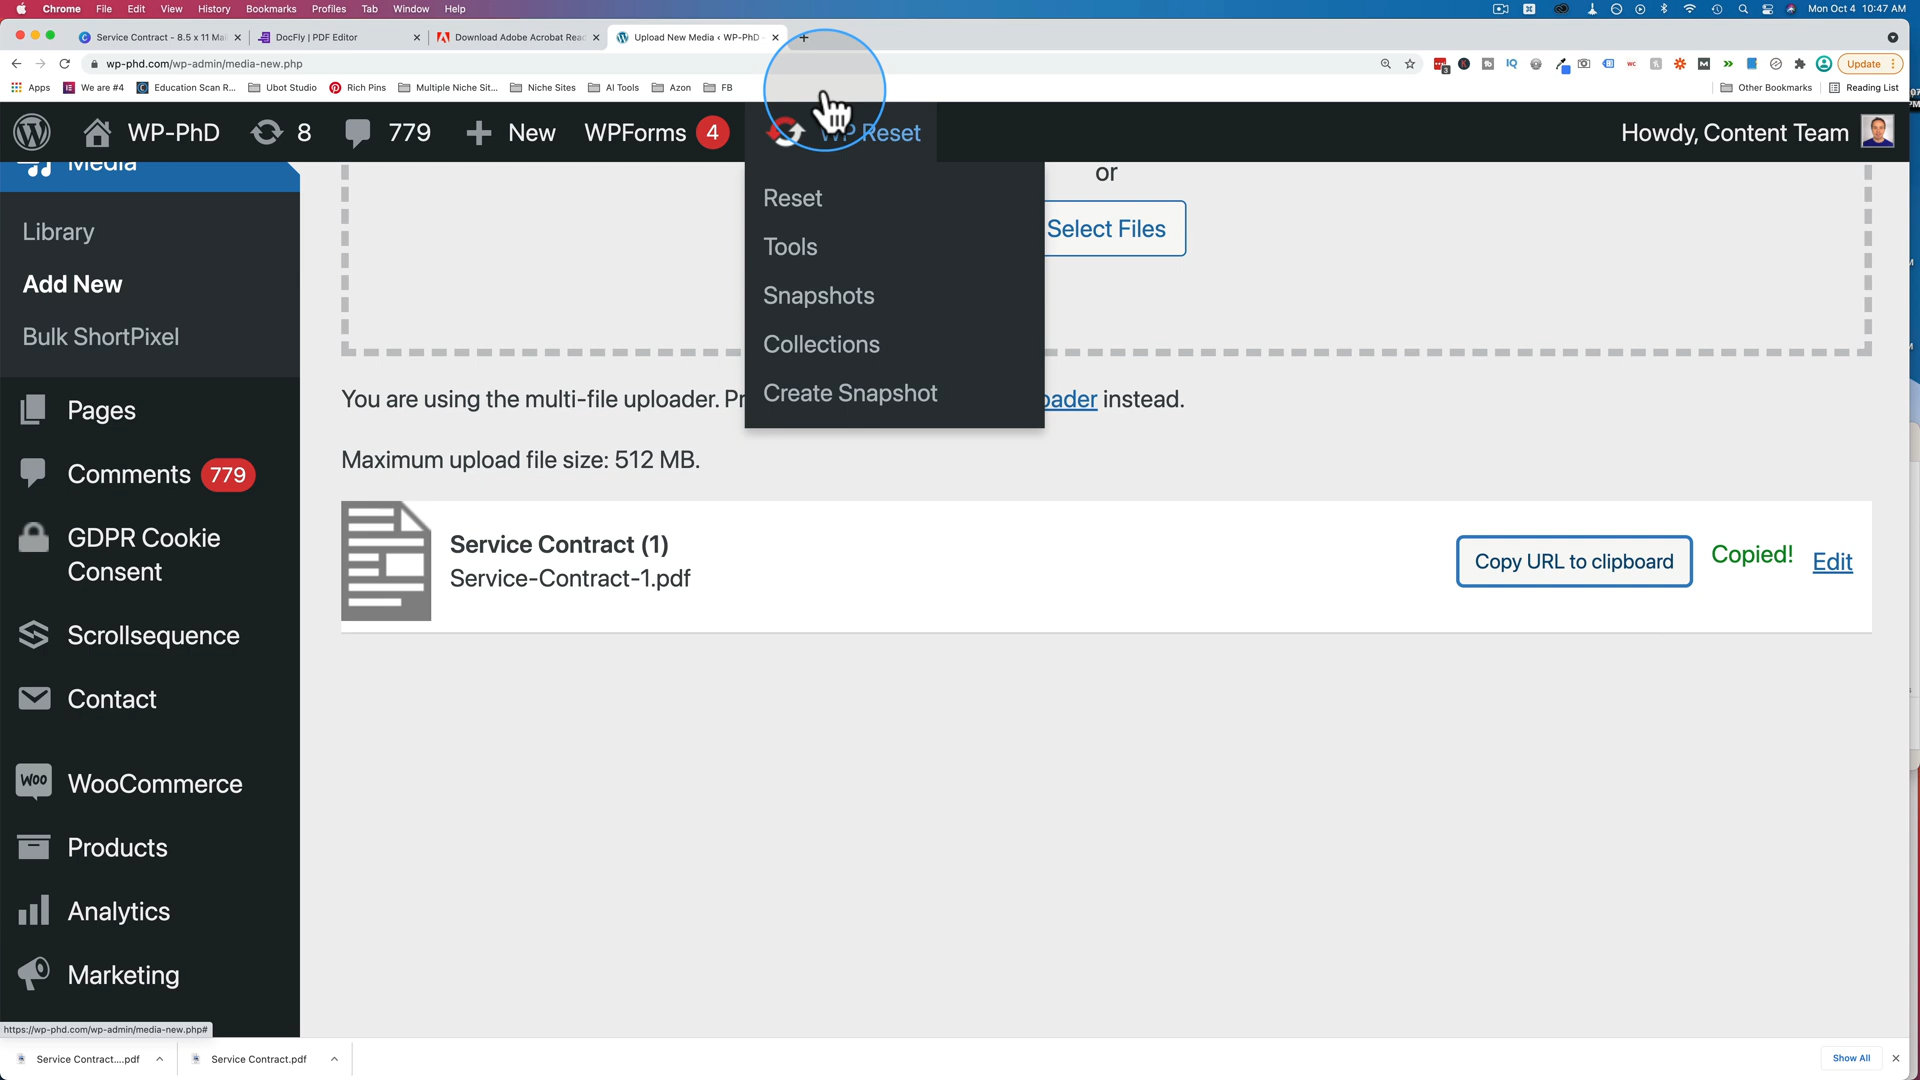 Chrome File Edit View History Bookmarks Profiles Tab Window Help Mon Oct 4 10:47 AM
Service Contract - 8.5 x 11 DocFly | PDF Editor Download Adobe Acrobat Rea Upload New Media ‹ WP-PhD
wp-phd.com/wp-admin/media-new.php Update
Apps We are #4 Education Scan R... Ubot Studio Rich Pins Multiple Niche Sit... Niche Sites AI Tools Azon FB Other Bookmarks Reading List
WP-PhD 8 779 New WPForms 4 WP Reset Howdy, Content Team
Media
Library
Add New
Bulk ShortPixel
Pages
Comments 779
GDPR Cookie
Consent
Scrollsequence
Contact
WooCommerce
Products
Analytics
Marketing
Reset
Tools
Snapshots
Collections
Create Snapshot
or
Select Files
You are using the multi-file uploader. instead.
Maximum upload file size: 512 MB.
Service Contract (1)
Service-Contract-1.pdf
Copy URL to clipboard Copied! Edit
https://wp-phd.com/wp-admin/media-new.php#
Service Contract....pdf Service Contract.pdf Show All